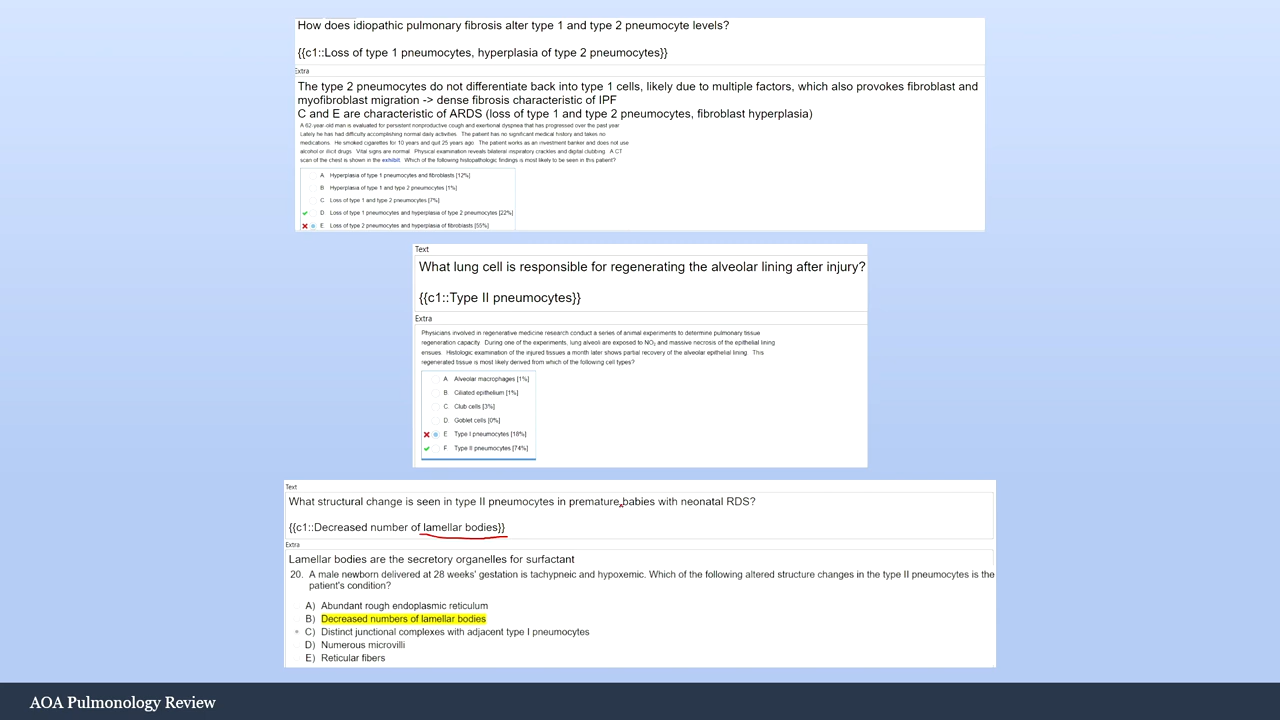 How does idiopathic pulmonary fibrosis alter type 1 and type 2 pneumocyte levels?
{{c1::Loss of type 1 pneumocytes, hyperplasia of type 2 pneumocytes}}
Extra
The type 2 pneumocytes do not differentiate back into type 1 cells, likely due to multiple factors, which also provokes fibroblast and
myofibroblast migration -> dense fibrosis characteristic of IPF
C and E are characteristic of ARDS (loss of type 1 and type 2 pneumocytes, fibroblast hyperplasia)
A 62-year-old man is evaluated for persistent nonproductive cough and exertional dyspnea that has progressed over the past year
Lately he has had difficulty accomplishing normal daily activities. The patient has no significant medical history and takes no
medications. He smoked cigarettes for 10 years and quit 25 years ago. The patient works as an investment banker and does not use
alcohol or illicit drugs. Vital signs are normal. Physical examination reveals bilateral inspiratory crackles and digital clubbing. A CT
scan of the chest is shown in the exhibit. Which of the following histopathologic findings is most likely to be seen in this patient?
A. Hyperplasia of type 1 pneumocytes and fibroblasts [12%]
B. Hyperplasia of type 1 and type 2 pneumocytes [1%]
C. Loss of type 1 and type 2 pneumocytes [7%]
D. Loss of type 1 pneumocytes and hyperplasia of type 2 pneumocytes [22%]
E. Loss of type 2 pneumocytes and hyperplasia of fibroblasts [55%]
Text
What lung cell is responsible for regenerating the alveolar lining after injury?
{{c1::Type II pneumocytes}}
Extra
Physicians involved in regenerative medicine research conduct a series of animal experiments to determine pulmonary tissue
regeneration capacity. During one of the experiments, lung alveoli are exposed to NO₂ and massive necrosis of the epithelial lining
ensues. Histologic examination of the injured tissues a month later shows partial recovery of the alveolar epithelial lining. This
regenerated tissue is most likely derived from which of the following cell types?
A. Alveolar macrophages [1%]
B. Ciliated epithelium [1%]
C. Club cells [3%]
D. Goblet cells [0%]
E. Type I pneumocytes [18%]
F. Type II pneumocytes [74%]
Text
What structural change is seen in type II pneumocytes in premature babies with neonatal RDS?
{{c1::Decreased number of lamellar bodies}}
Extra
Lamellar bodies are the secretory organelles for surfactant
20. A male newborn delivered at 28 weeks' gestation is tachypneic and hypoxemic. Which of the following altered structure changes in the type II pneumocytes is the
patient's condition?
A) Abundant rough endoplasmic reticulum
B) Decreased numbers of lamellar bodies
C) Distinct junctional complexes with adjacent type I pneumocytes
D) Numerous microvilli
E) Reticular fibers
AOA Pulmonology Review